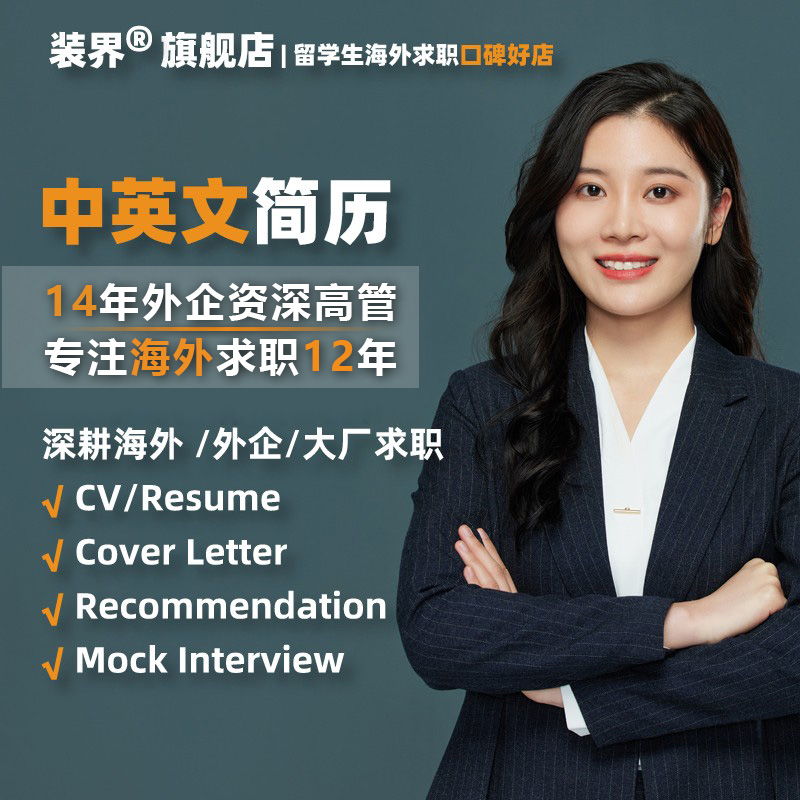 装界® 旗舰店 | 留学生海外求职口碑好店
中英文简历
14年外企资深高管
专注海外求职12年
深耕海外 /外企/大厂求职
√ CV/Resume
√ Cover Letter
√ Recommendation
√ Mock Interview